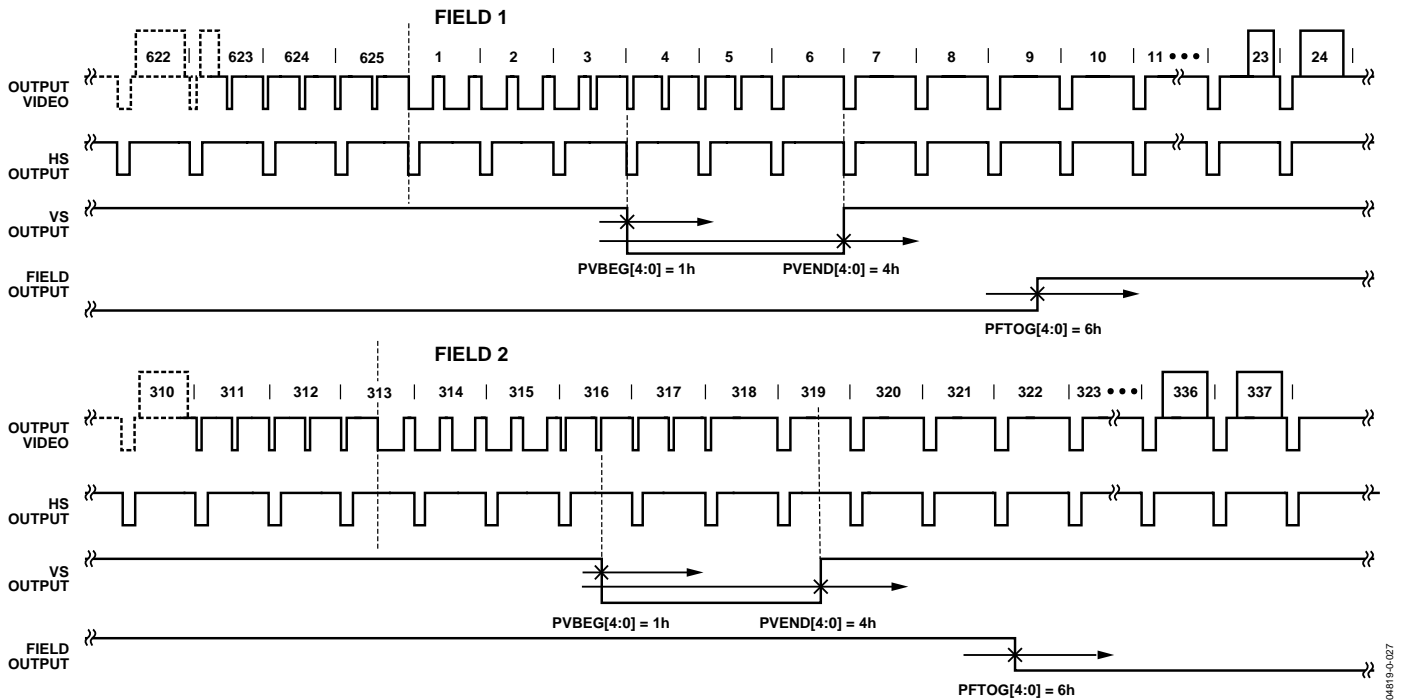 FIELD 1
622 623 624 625 1 2 3 4 5 6 7 8 9 10 11 ••• 23 24
OUTPUT
VIDEO
HS
OUTPUT
VS
OUTPUT
PVBEG[4:0] = 1h PVEND[4:0] = 4h
FIELD
OUTPUT
PFTOG[4:0] = 6h
FIELD 2
310 311 312 313 314 315 316 317 318 319 320 321 322 323 ••• 336 337
OUTPUT
VIDEO
HS
OUTPUT
VS
OUTPUT
PVBEG[4:0] = 1h PVEND[4:0] = 4h
FIELD
OUTPUT
PFTOG[4:0] = 6h
04819-0-027